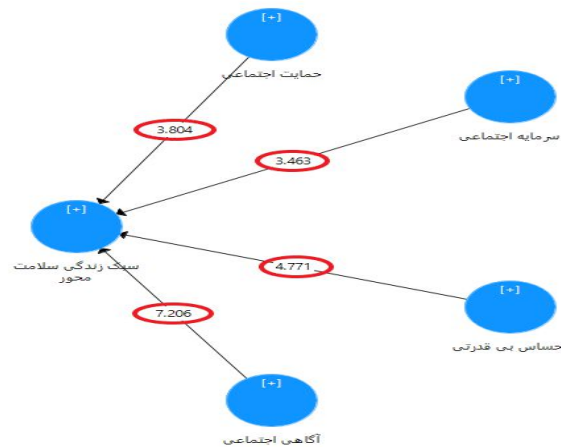 [+]
حمایت اجتماعی
[+]
سرمایه اجتماعی
3.804
3.463
[+]
سبک زندگی سلامت
محور
4.771
[+]
حساس بی قدرتی
7.206
[+]
آگاهی اجتماعی